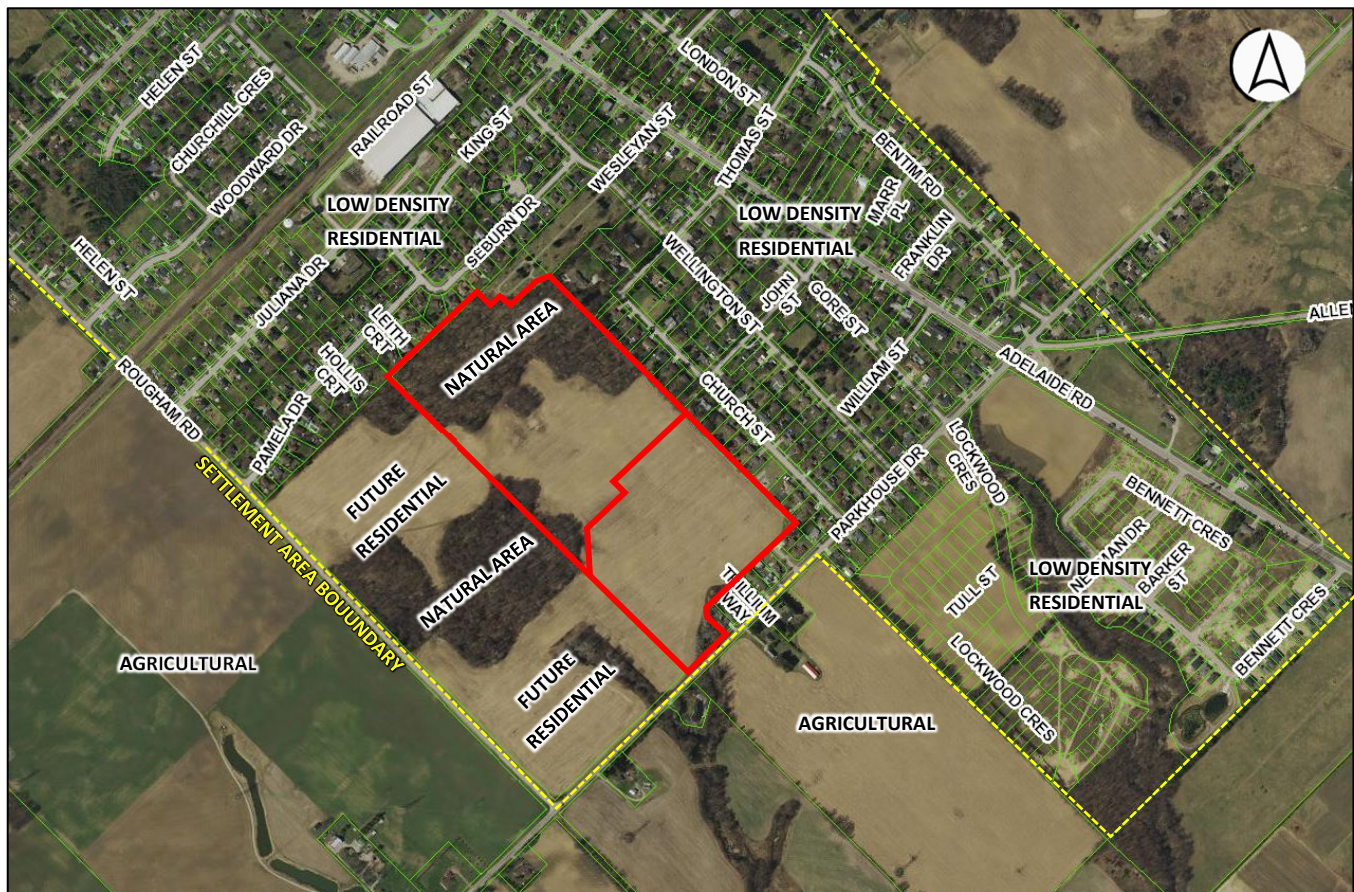 HELEN ST
CHURCHILL CRES
WOODWARD DR
RAILROAD ST
KING ST
LONDON ST
THOMAS ST
WESLEYAN ST
BENTIM RD
MARR
PL
FRANKLIN
DR
LOW DENSITY
RESIDENTIAL
LOW DENSITY
RESIDENTIAL
HELEN ST
JULIANA DR
SEBURN DR
WELLINGTON ST
JOHN
ST
GORE ST
WILLIAM ST
ADELAIDE RD
LEITH
CRT
HOLLIS
CRT
PAMELA DR
ROUGHAM RD
NATURAL AREA
CHURCH ST
PARKHOUSE DR
LOCKWOOD
CRES
BENNETT CRES
SETTLEMENT AREA BOUNDARY
FUTURE
RESIDENTIAL
NATURAL AREA
TULL ST
LOW DENSITY
RESIDENTIAL
BARKER
ST
BENNETT CRES
TRILLIUM
WAY
LOCKWOOD CRES
AGRICULTURAL
FUTURE
RESIDENTIAL
AGRICULTURAL